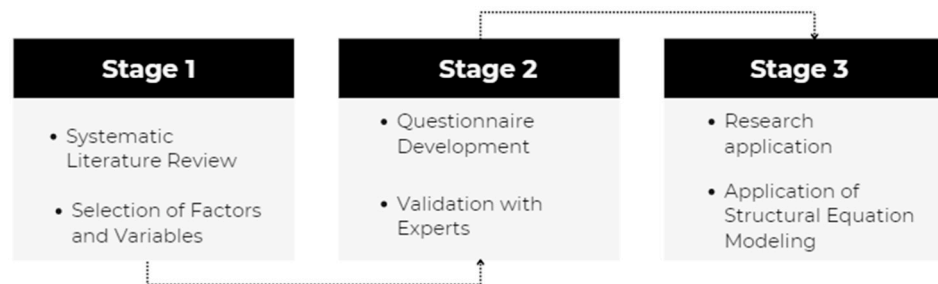 Stage 1
• Systematic
Literature Review
• Selection of Factors
and Variables
Stage 2
• Questionnaire
Development
• Validation with
Experts
Stage 3
• Research
application
• Application of
Structural Equation
Modeling